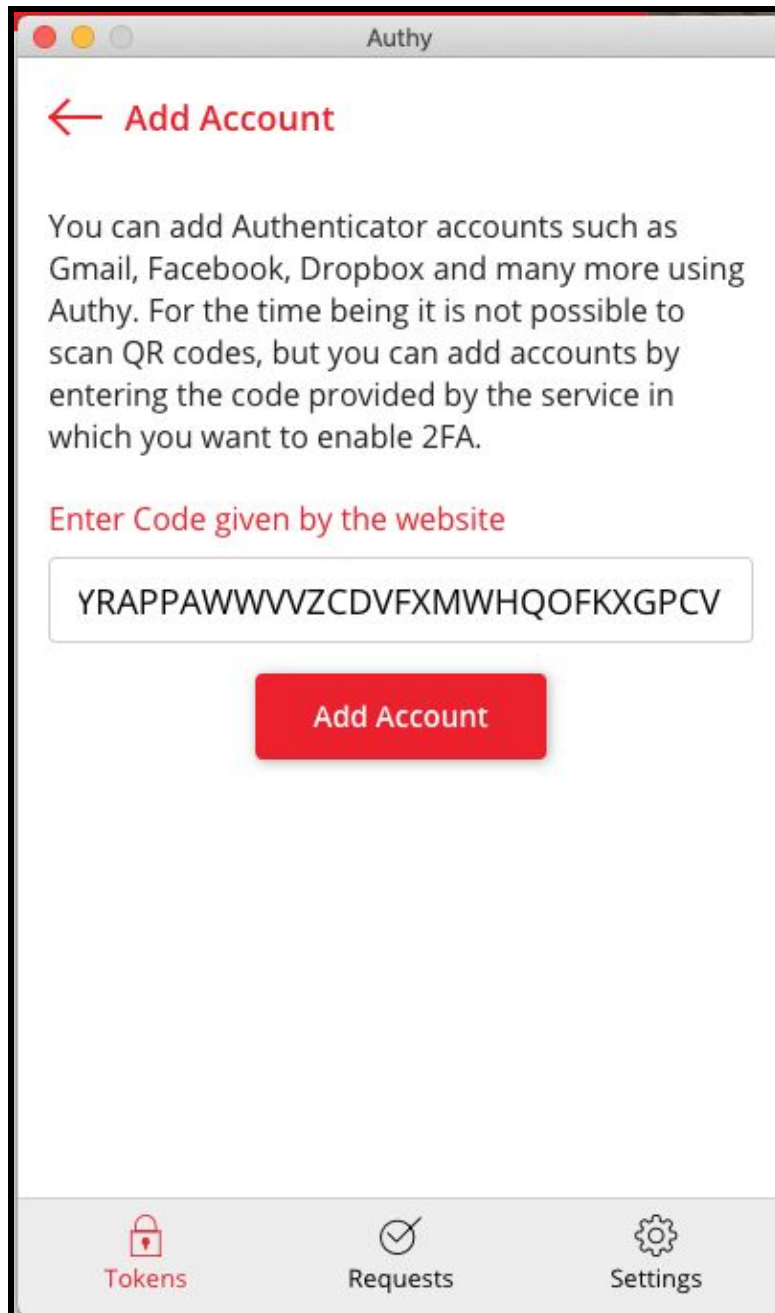 Authy
Add Account
You can add Authenticator accounts such as
Gmail, Facebook, Dropbox and many more using
Authy. For the time being it is not possible to
scan QR codes, but you can add accounts by
entering the code provided by the service in
which you want to enable 2FA.
Enter Code given by the website
YRAPPAWWVVZCDVFXMWHQOFKXGPCV
Add Account
Tokens
Requests
Settings